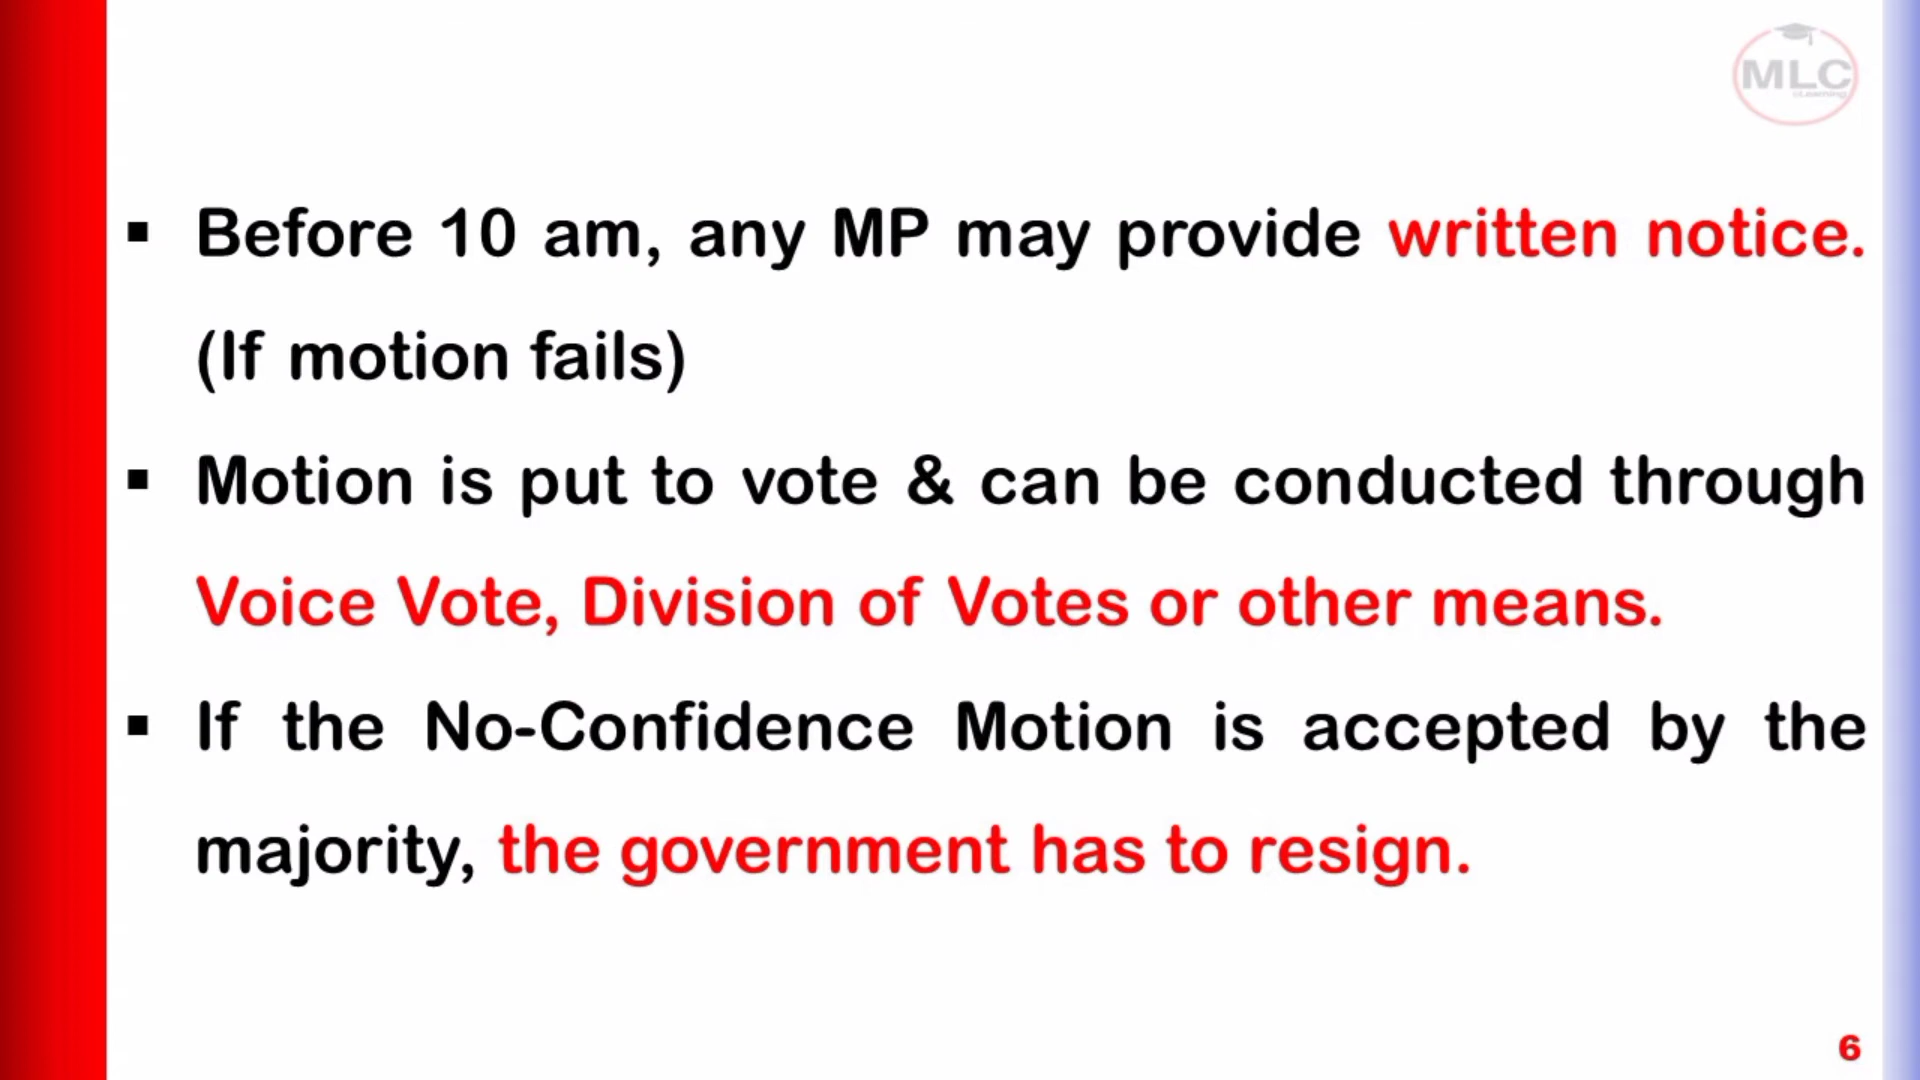 MLC
eLearning
▪ Before 10 am, any MP may provide written notice.
(If motion fails)
▪ Motion is put to vote & can be conducted through
Voice Vote, Division of Votes or other means.
▪ If the No-Confidence Motion is accepted by the
majority, the government has to resign.
6